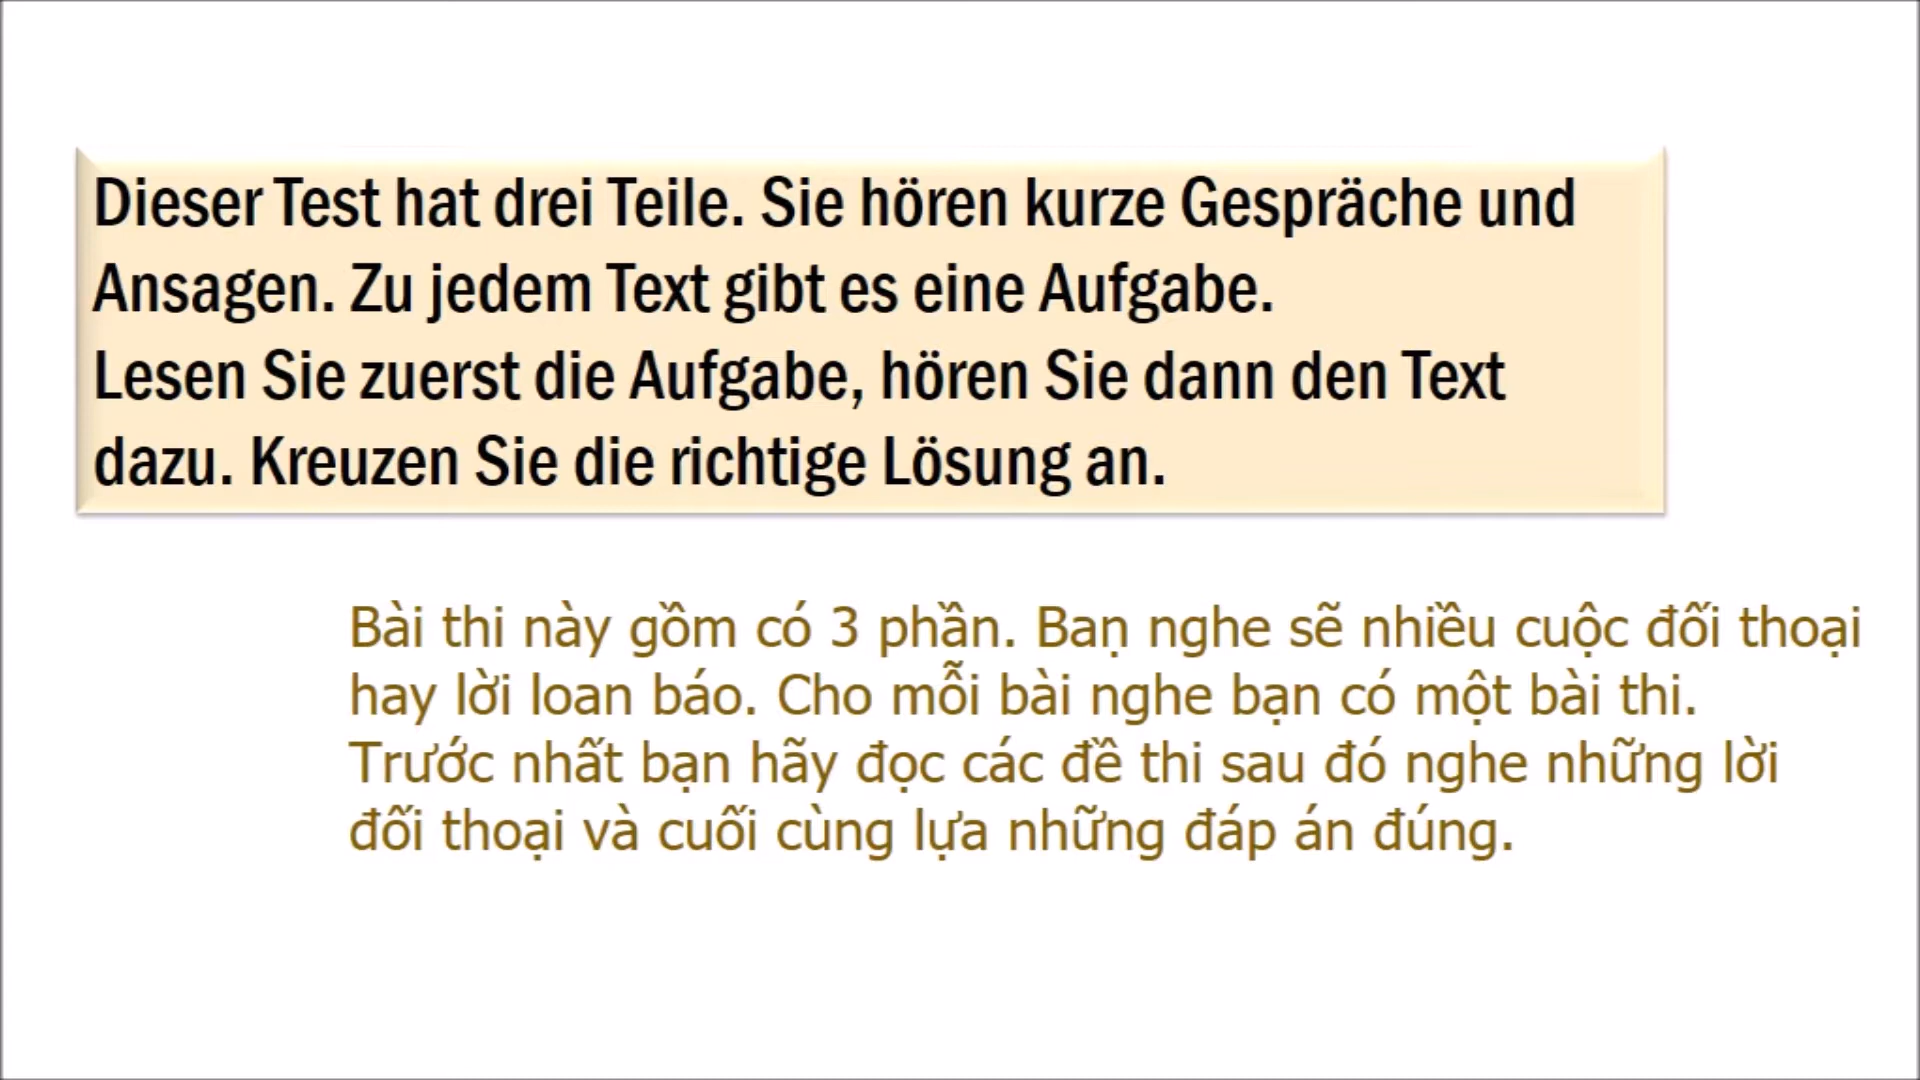 Dieser Test hat drei Teile. Sie hören kurze Gespräche und
Ansagen. Zu jedem Text gibt es eine Aufgabe.
Lesen Sie zuerst die Aufgabe, hören Sie dann den Text
dazu. Kreuzen Sie die richtige Lösung an.
Bài thi này gồm có 3 phần. Baṇ nghe sẽ nhiều cuộc đối thoại
hay lời loan báo. Cho mỗi bài nghe bạn có một bài thi.
Trước nhất bạn hãy đọc các đề thi sau đó nghe những lời
đối thoại và cuối cùng lựa những đáp án đúng.